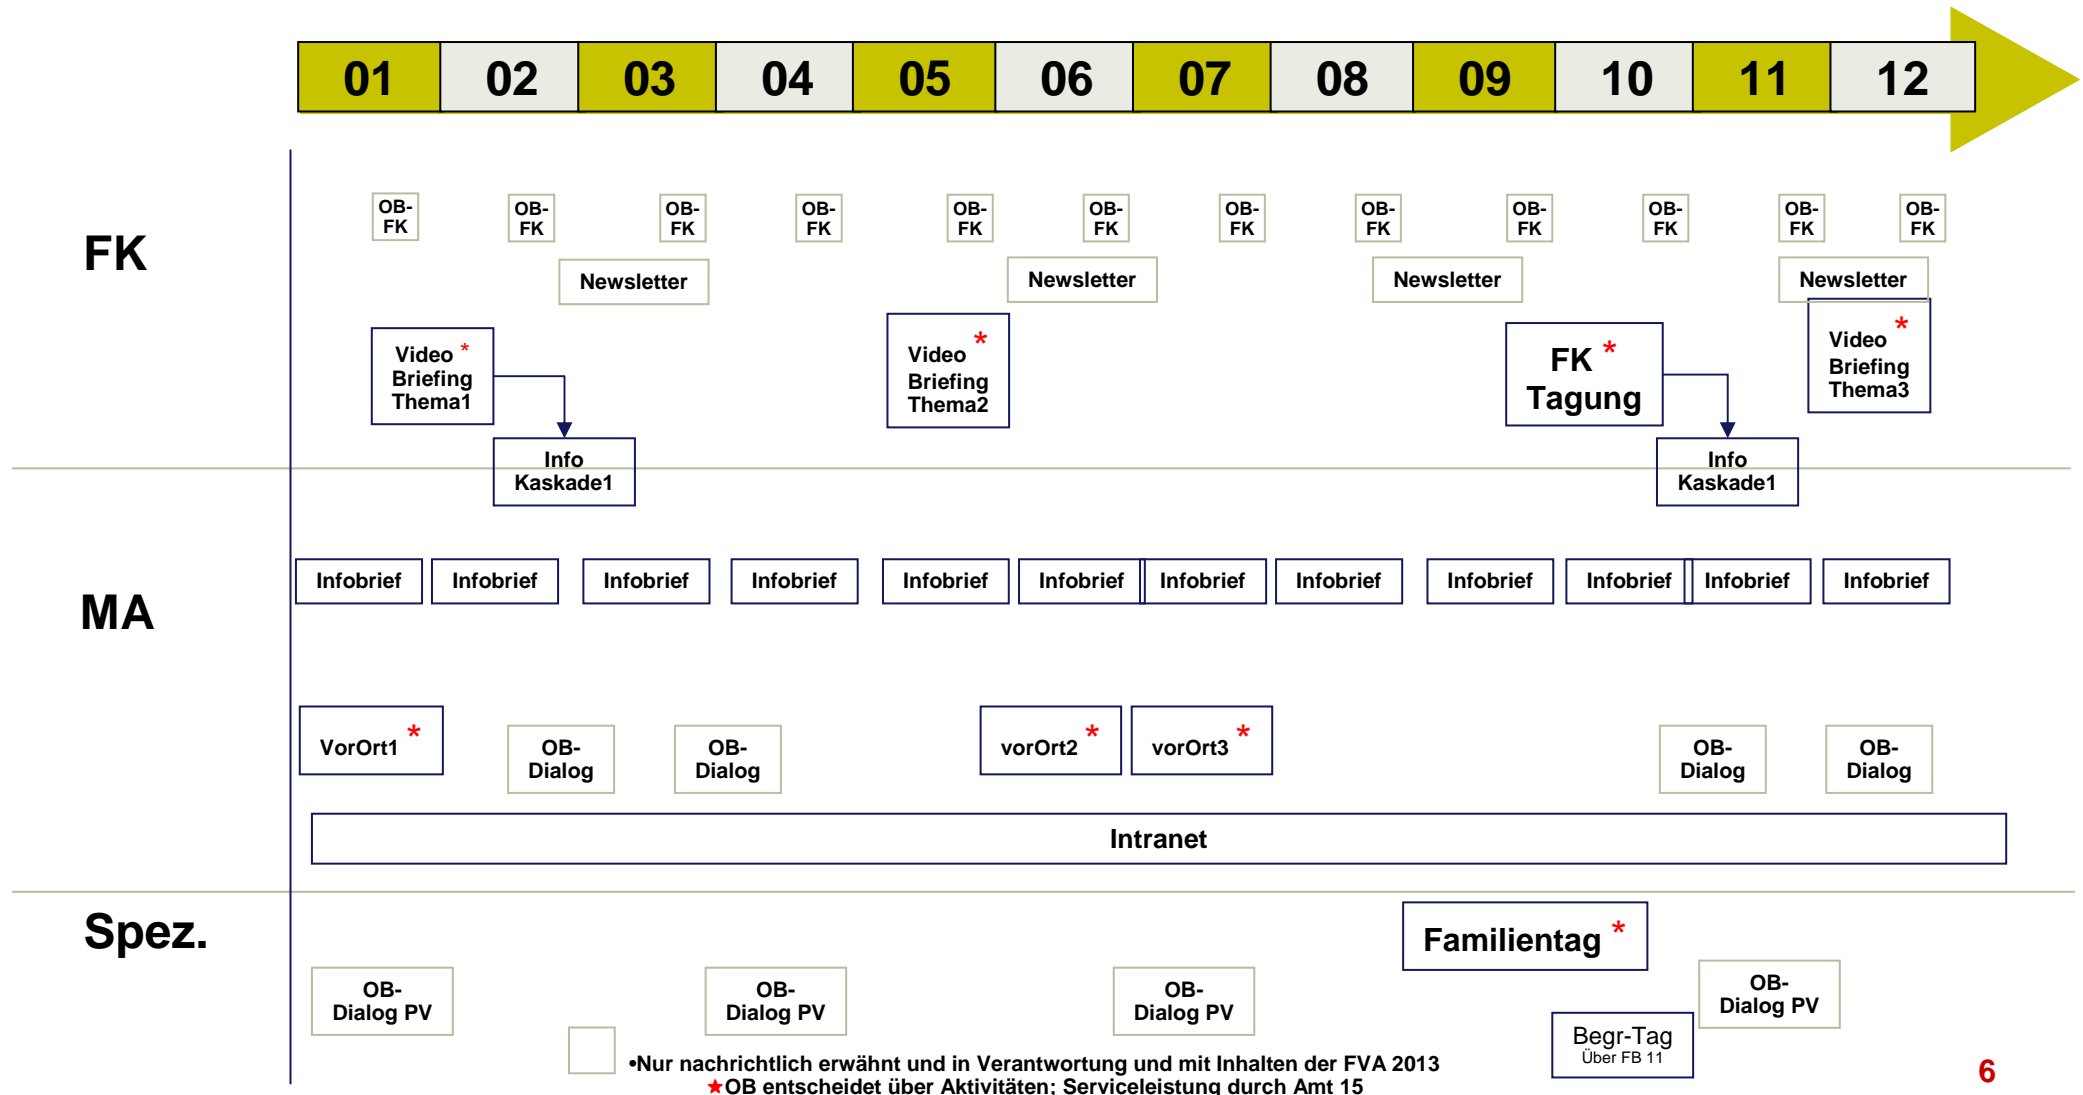 01 02 03 04 05 06 07 08 09 10 11 12
FK
OB- OB- OB- OB- OB- OB- OB- OB- OB- OB- OB- OB-
FK FK FK FK FK FK FK FK FK FK FK FK
Newsletter Newsletter Newsletter Newsletter
Video *
Briefing
Thema1
Info
Kaskade1
Video *
Briefing
Thema2
FK *
Tagung
Info
Kaskade1
Video *
Briefing
Thema3
MA
Infobrief Infobrief Infobrief Infobrief Infobrief Infobrief Infobrief Infobrief Infobrief Infobrief Infobrief Infobrief
VorOrt1 *
OB-
Dialog
OB-
Dialog
vorOrt2 *
vorOrt3 *
OB-
Dialog
OB-
Dialog
Intranet
Spez.
Familientag *
OB-
Dialog PV
OB-
Dialog PV
OB-
Dialog PV
OB-
Dialog PV
Begr-Tag
Über FB 11
•Nur nachrichtlich erwähnt und in Verantwortung und mit Inhalten der FVA 2013
★OB entscheidet über Aktivitäten; Serviceleistung durch Amt 15
6